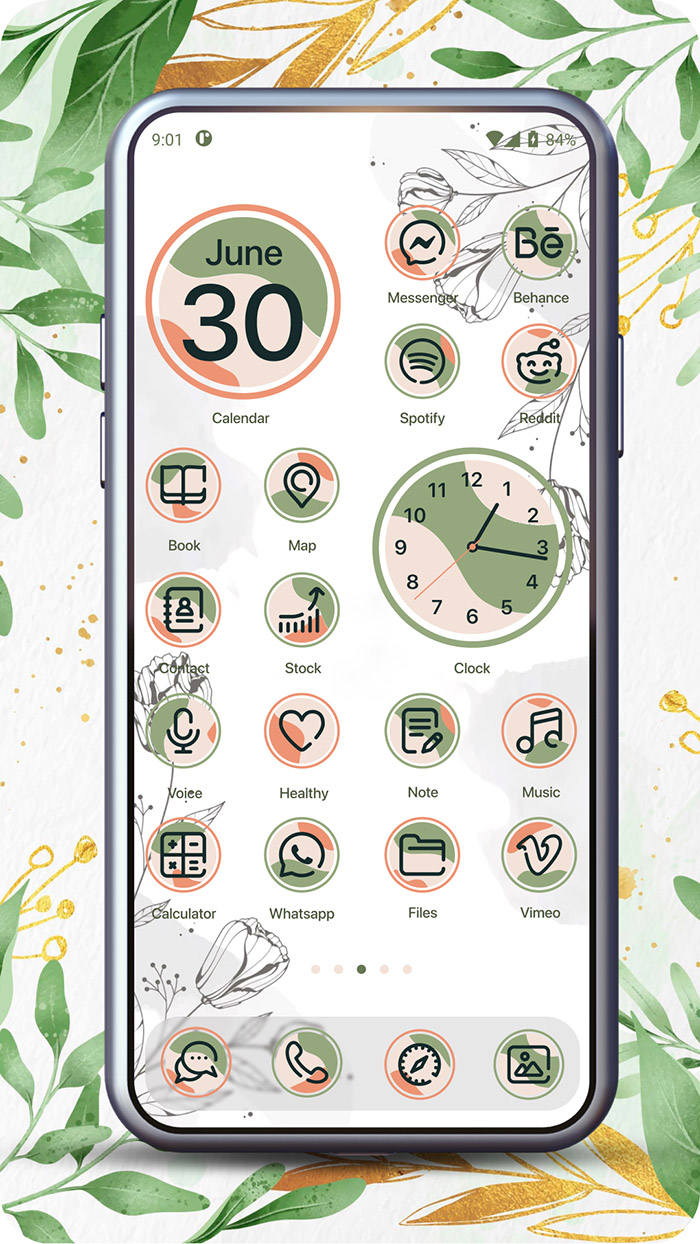 9:01
84%
June
30
Calendar
Messenger
Bē
Behance
Spotify
Reddit
Book
Map
12
1
2
3
4
5
6
7
8
9
10
11
Clock
Contact
Stock
Voice
Healthy
Note
Music
Calculator
Whatsapp
Files
Vimeo